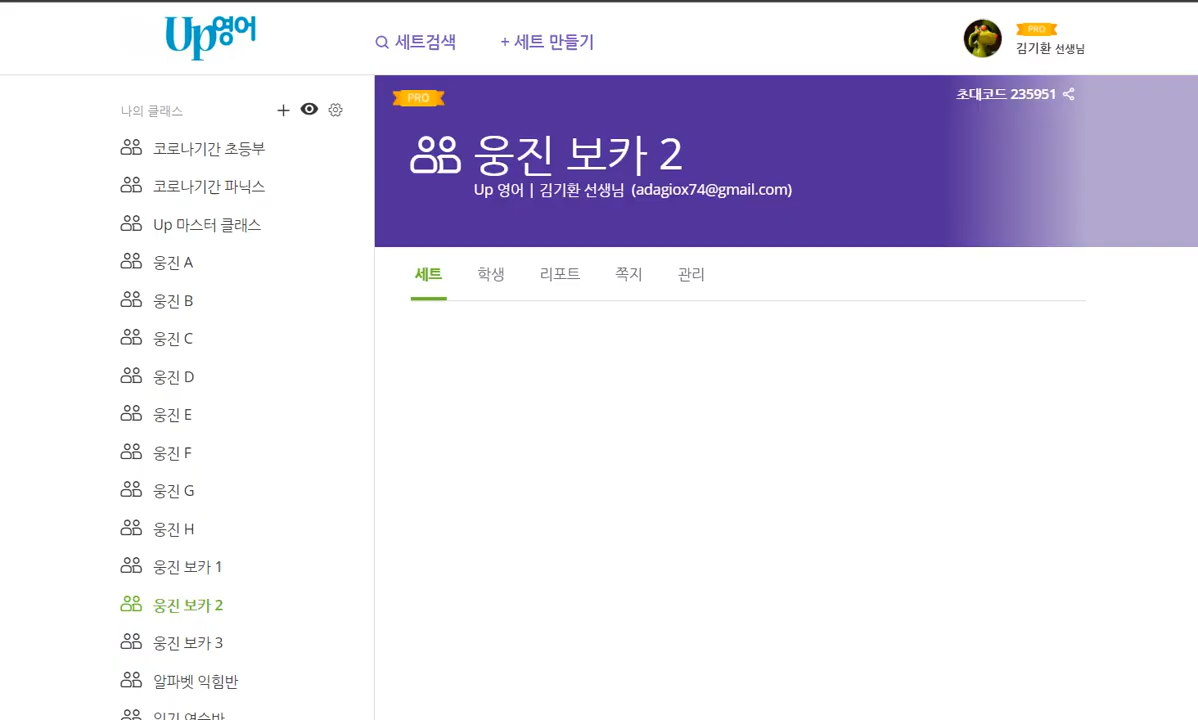 Up영어
세트검색
+ 세트 만들기
PRO
김기환 선생님
나의 클래스
코로나기간 초등부
코로나기간 파닉스
Up 마스터 클래스
웅진 A
웅진 B
웅진 C
웅진 D
웅진 E
웅진 F
웅진 G
웅진 H
웅진 보카 1
웅진 보카 2
웅진 보카 3
알파벳 익힘반
PRO
초대코드 235951
웅진 보카 2
Up 영어 | 김기환 선생님 (adagiox74@gmail.com)
세트 학생 리포트 쪽지 관리